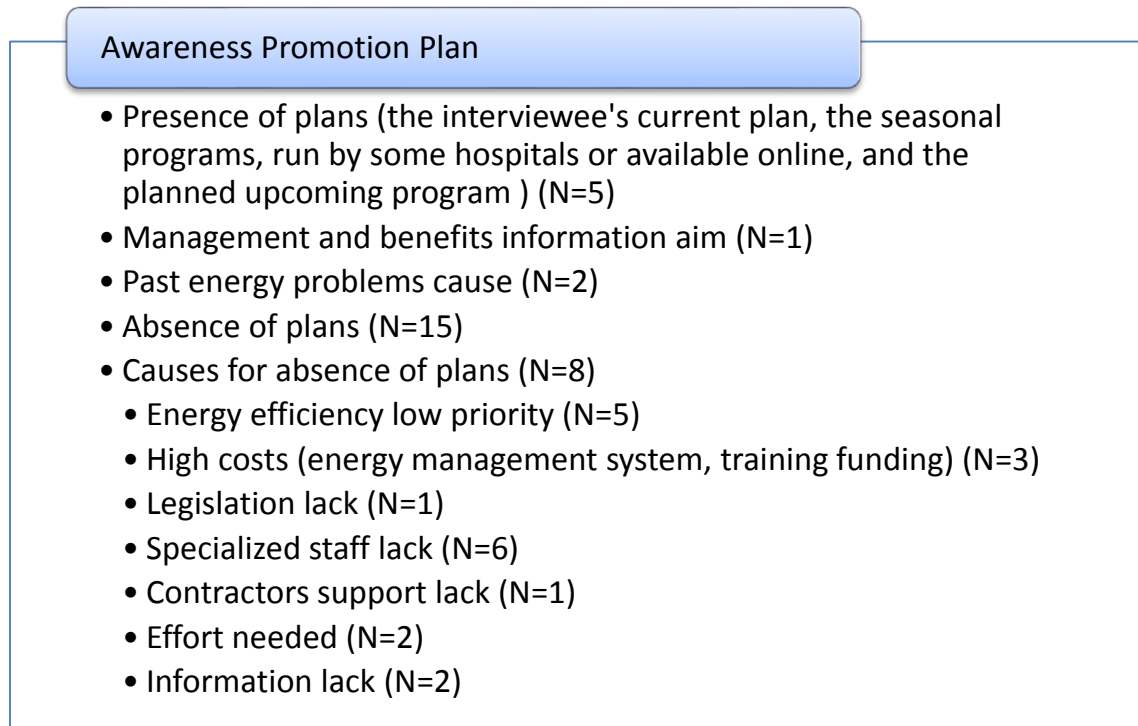 Awareness Promotion Plan
• Presence of plans (the interviewee's current plan, the seasonal
programs, run by some hospitals or available online, and the
planned upcoming program ) (N=5)
• Management and benefits information aim (N=1)
• Past energy problems cause (N=2)
• Absence of plans (N=15)
• Causes for absence of plans (N=8)
• Energy efficiency low priority (N=5)
• High costs (energy management system, training funding) (N=3)
• Legislation lack (N=1)
• Specialized staff lack (N=6)
• Contractors support lack (N=1)
• Effort needed (N=2)
• Information lack (N=2)